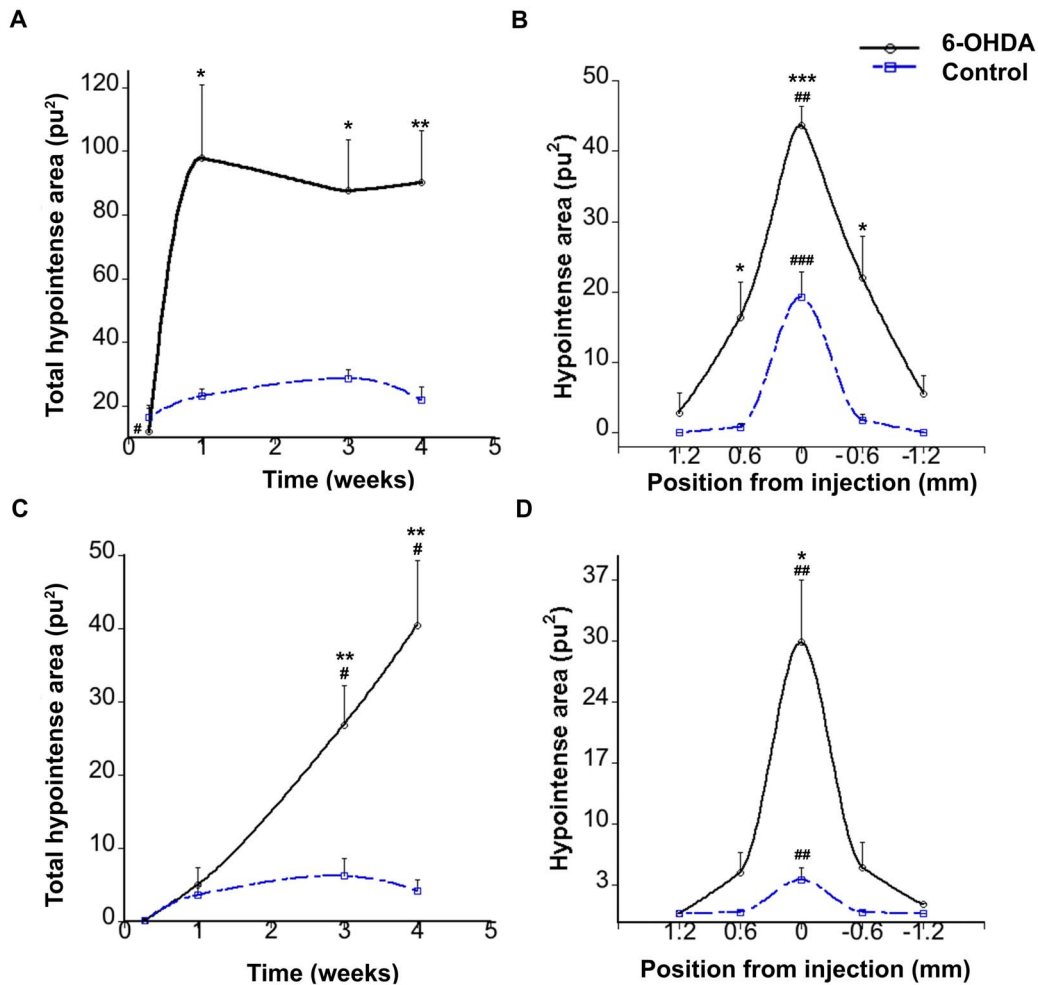 A
Total hypointense area (pu²)
120
100
80
60
40
20
*
*
**
#
0 1 2 3 4 5
Time (weeks)
B
6-OHDA
Control
Hypointense area (pu²)
50
40
30
20
10
0
***
##
*
*
###
1.2 0.6 0 -0.6 -1.2
Position from injection (mm)
C
Total hypointense area (pu²)
50
40
30
20
10
0
**
#
**
#
0 1 2 3 4 5
Time (weeks)
D
Hypointense area (pu²)
37
30
24
17
10
3
*
##
##
1.2 0.6 0 -0.6 -1.2
Position from injection (mm)